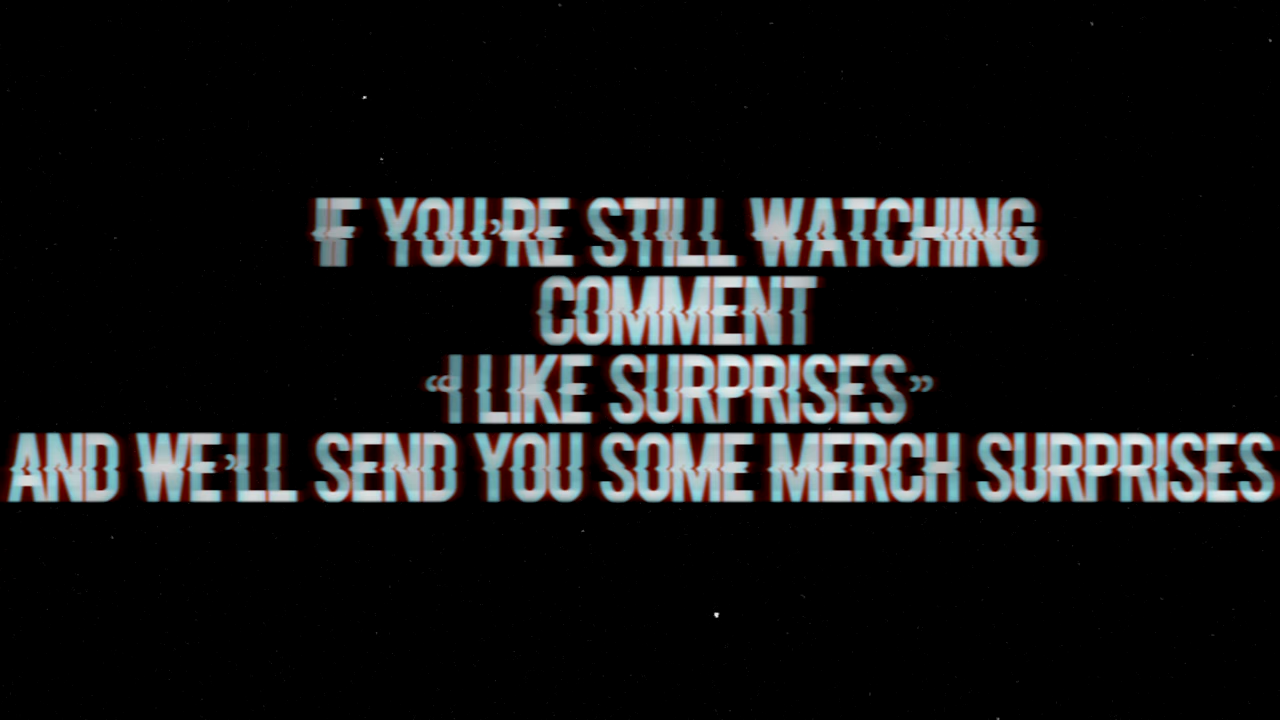 IF YOU'RE STILL WATCHING
COMMENT
“I LIKE SURPRISES”
AND WE'LL SEND YOU SOME MERCH SURPRISES